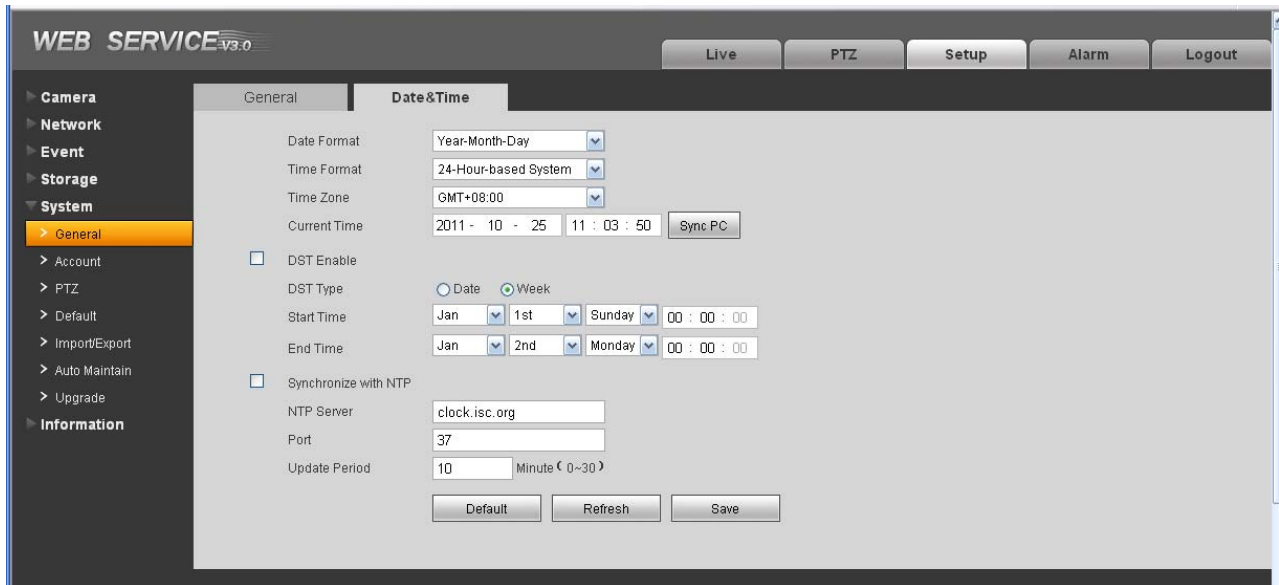 WEB SERVICE V3.0
Live PTZ Setup Alarm Logout
Camera
Network
Event
Storage
System
> General
> Account
> PTZ
> Default
> Import/Export
> Auto Maintain
> Upgrade
Information
General Date&Time
Date Format Year-Month-Day
Time Format 24-Hour-based System
Time Zone GMT+08:00
Current Time 2011 - 10 - 25 11 : 03 : 50 Sync PC
DST Enable
DST Type Date Week
Start Time Jan 1st Sunday 00 : 00 : 00
End Time Jan 2nd Monday 00 : 00 : 00
Synchronize with NTP
NTP Server clock.isc.org
Port 37
Update Period 10 Minute ( 0~30 )
Default Refresh Save